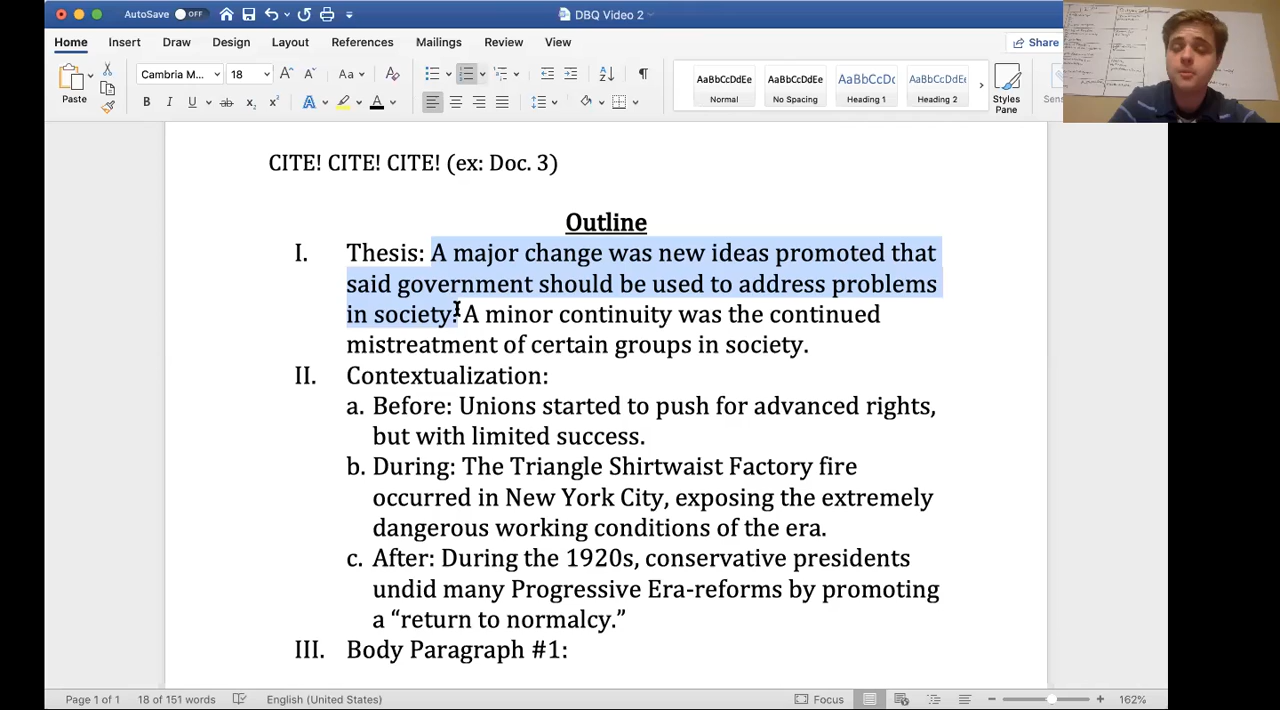 AutoSave OFF
DBQ Video 2
Home Insert Draw Design Layout References Mailings Review View Share
Paste Cambria M... 18
AaBbCcDdEe AaBbCcDdEe AaBbCcDc AaBbCcDdEe
Normal No Spacing Heading 1 Heading 2 Styles Pane
CITE! CITE! CITE! (ex: Doc. 3)
Outline
I. Thesis: A major change was new ideas promoted that
said government should be used to address problems
in society. A minor continuity was the continued
mistreatment of certain groups in society.
II. Contextualization:
a. Before: Unions started to push for advanced rights,
but with limited success.
b. During: The Triangle Shirtwaist Factory fire
occurred in New York City, exposing the extremely
dangerous working conditions of the era.
c. After: During the 1920s, conservative presidents
undid many Progressive Era-reforms by promoting
a “return to normalcy.”
III. Body Paragraph #1:
Page 1 of 1 18 of 151 words English (United States) Focus 162%